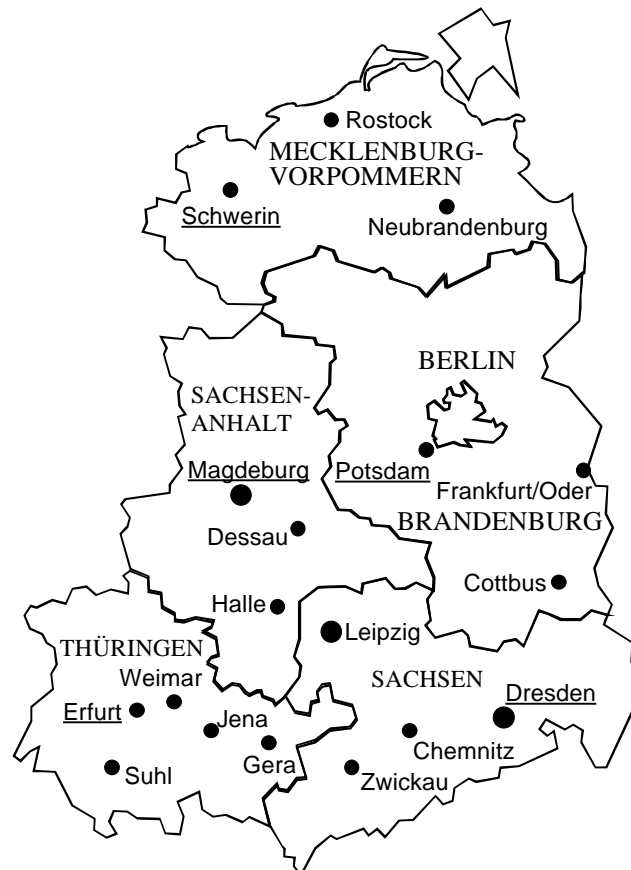 Rostock
MECKLENBURG-
VORPOMMERN
Schwerin
Neubrandenburg
BERLIN
SACHSEN-
ANHALT
Magdeburg
Potsdam
Frankfurt/Oder
BRANDENBURG
Dessau
Cottbus
Halle
Leipzig
THÜRINGEN
Weimar
SACHSEN
Dresden
Erfurt
Jena
Chemnitz
Gera
Suhl
Zwickau